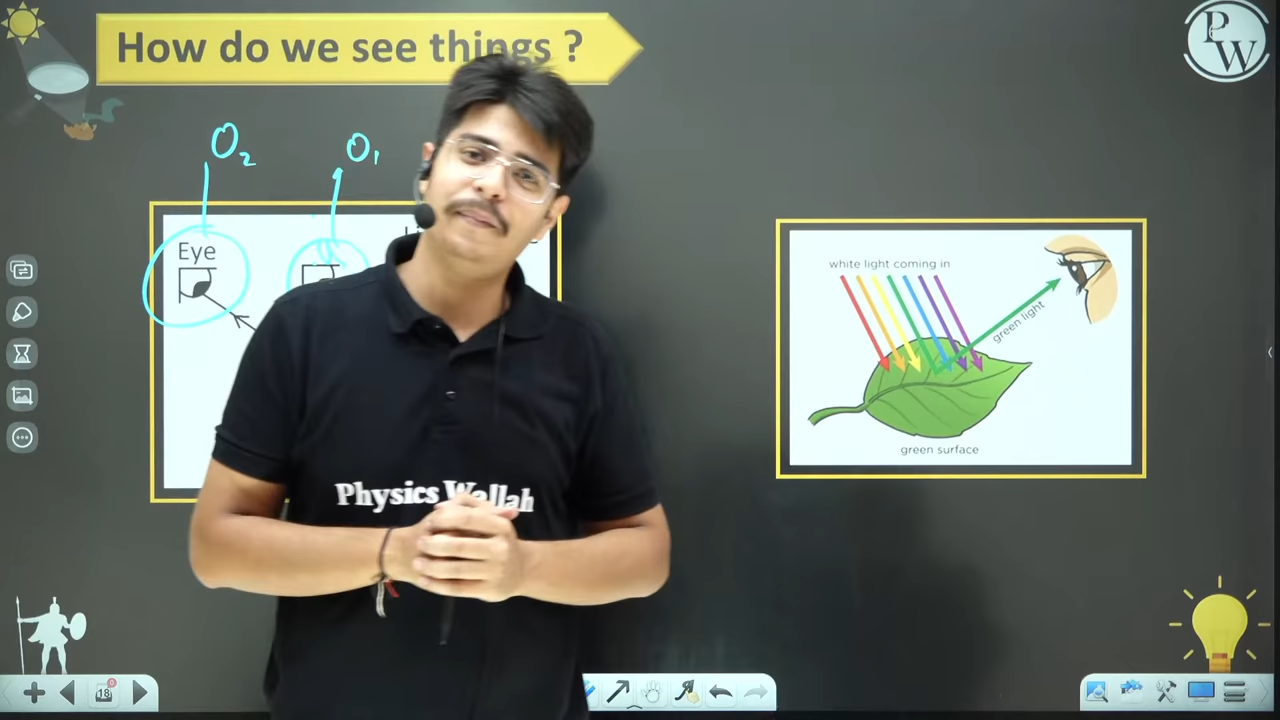 How do we see things ?
PW
O2
O1
Eye
white light coming in
green light
green surface
Physics Wallah
18